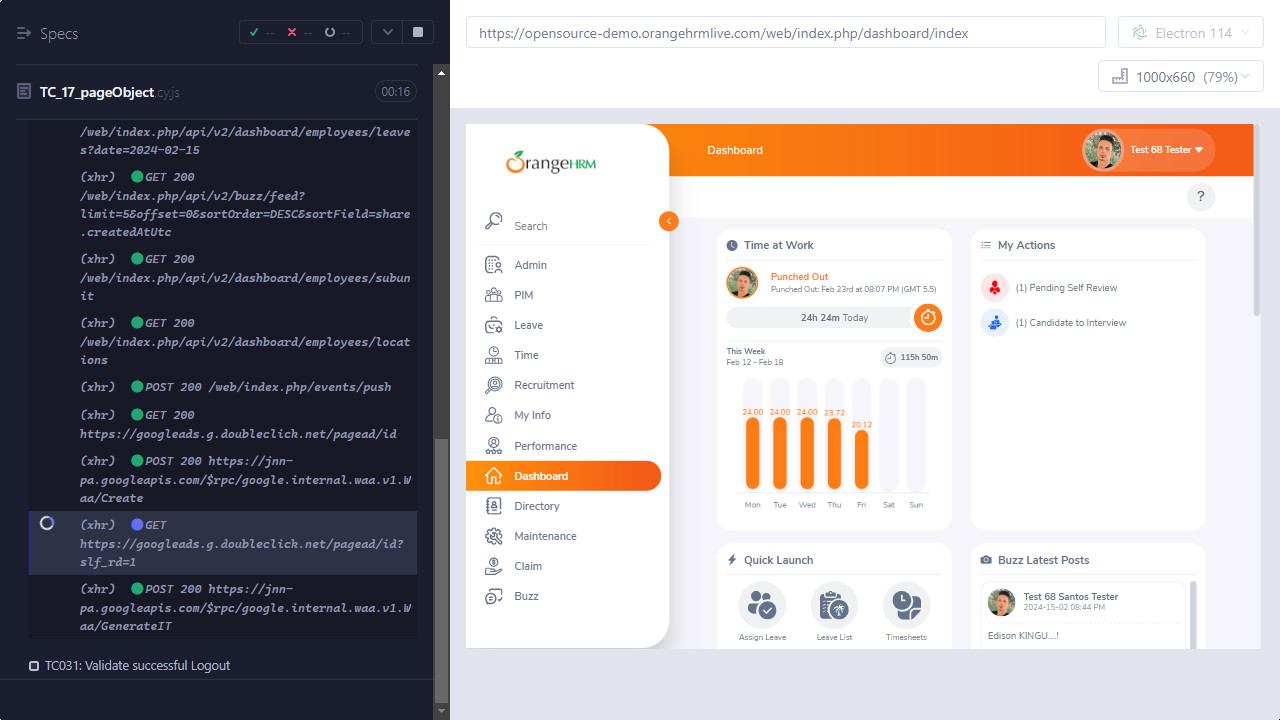 Specs
--
--
--
TC_17_pageObject.cy.js
00:16
/web/index.php/api/v2/dashboard/employees/leave
s?date=2024-02-15
(xhr) GET 200
/web/index.php/api/v2/buzz/feed?
limit=5&offset=0&sortOrder=DESC&sortField=share
.createdAtUtc
(xhr) GET 200
/web/index.php/api/v2/dashboard/employees/subun
it
(xhr) GET 200
/web/index.php/api/v2/dashboard/employees/locat
ions
(xhr) POST 200 /web/index.php/events/push
(xhr) GET 200
https://googleads.g.doubleclick.net/pagead/id
(xhr) POST 200 https://jnn-
pa.googleapis.com/$rpc/google.internal.waa.v1.W
aa/Create
(xhr) GET
https://googleads.g.doubleclick.net/pagead/id?
slf_rd=1
(xhr) POST 200 https://jnn-
pa.googleapis.com/$rpc/google.internal.waa.v1.W
aa/GenerateIT
TC031: Validate successful Logout
https://opensource-demo.orangehrmlive.com/web/index.php/dashboard/index
Electron 114
1000x660 (79%)
OrangeHRM
Search
Admin
PIM
Leave
Time
Recruitment
My Info
Performance
Dashboard
Directory
Maintenance
Claim
Buzz
Dashboard
Test 68 Tester
?
Time at Work
Punched Out
Punched Out: Feb 23rd at 08:07 PM (GMT 5.5)
24h 24m Today
This Week
Feb 12 - Feb 18
115h 50m
24.00 24.00 24.00 23.72 20.12
Mon Tue Wed Thu Fri Sat Sun
My Actions
(1) Pending Self Review
(1) Candidate to Interview
Quick Launch
Assign Leave
Leave List
Timesheets
Buzz Latest Posts
Test 68 Santos Tester
2024-15-02 08:44 PM
Edison KINGU....!